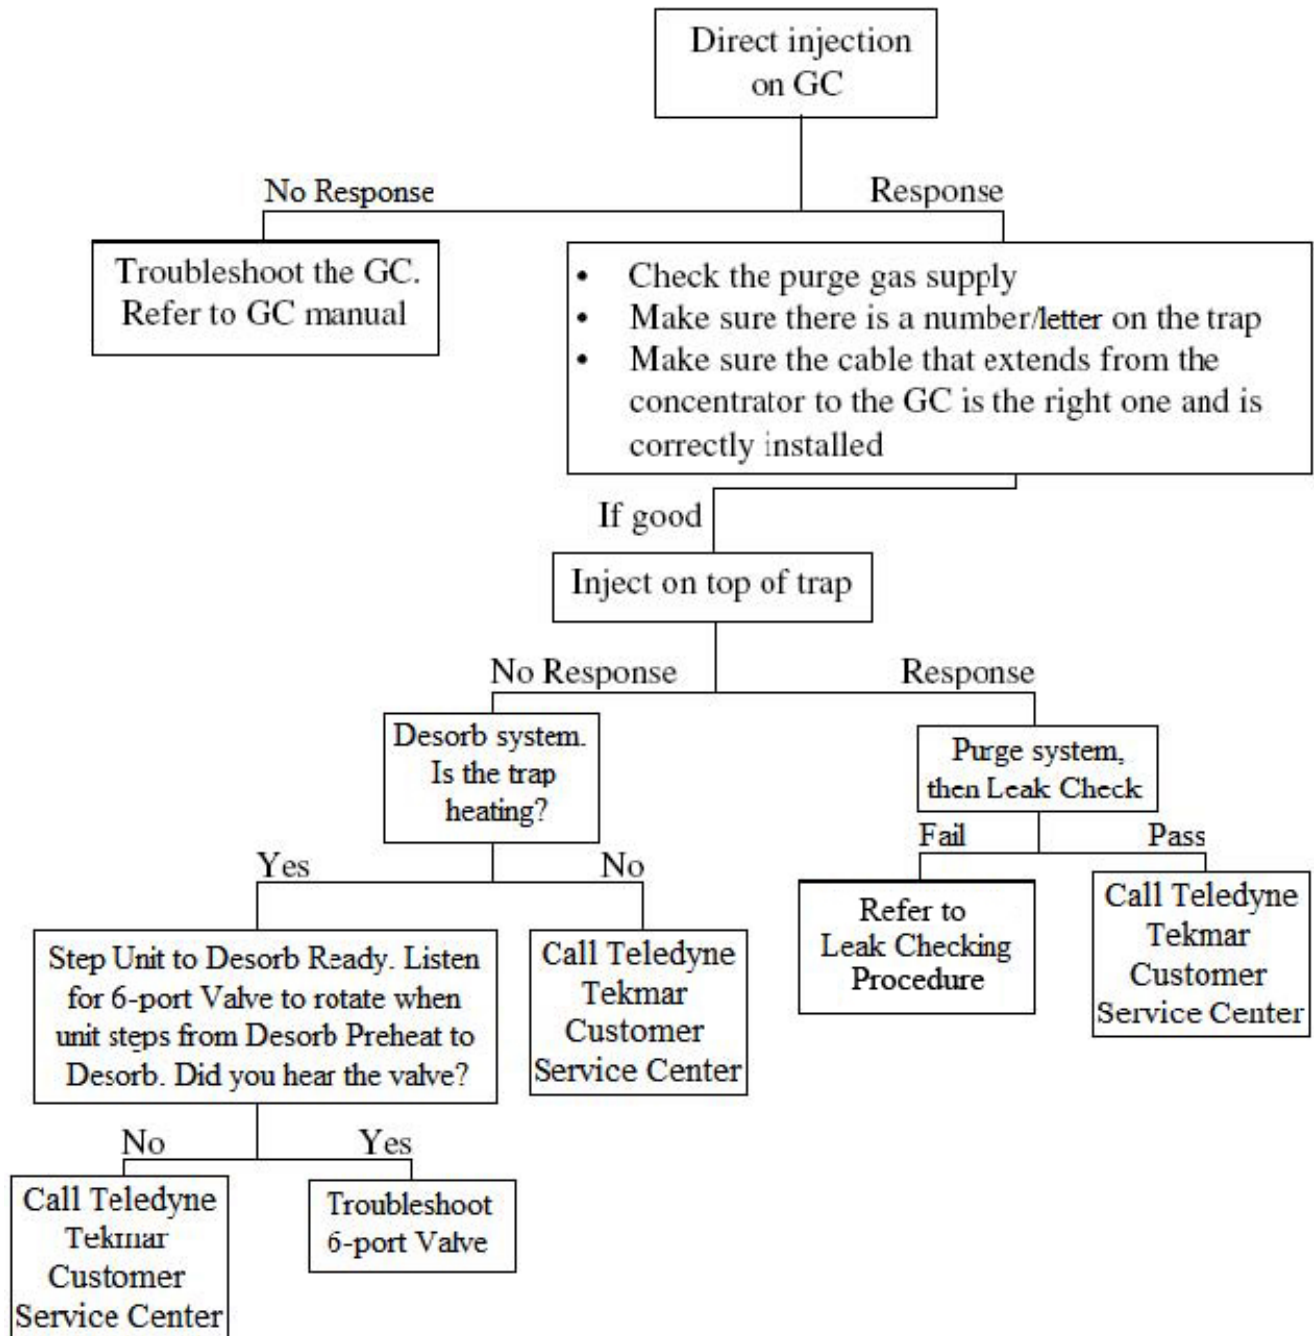 Direct injection
on GC
No Response
Response
Troubleshoot the GC.
Refer to GC manual
• Check the purge gas supply
• Make sure there is a number/letter on the trap
• Make sure the cable that extends from the
concentrator to the GC is the right one and is
correctly installed
If good
Inject on top of trap
No Response
Response
Desorb system.
Is the trap
heating?
Purge system,
then Leak Check
Yes
No
Fail
Pass
Step Unit to Desorb Ready. Listen
for 6-port Valve to rotate when
unit steps from Desorb Preheat to
Desorb. Did you hear the valve?
Call Teledyne
Tekmar
Customer
Service Center
Refer to
Leak Checking
Procedure
Call Teledyne
Tekmar
Customer
Service Center
No
Yes
Call Teledyne
Tekmar
Customer
Service Center
Troubleshoot
6-port Valve